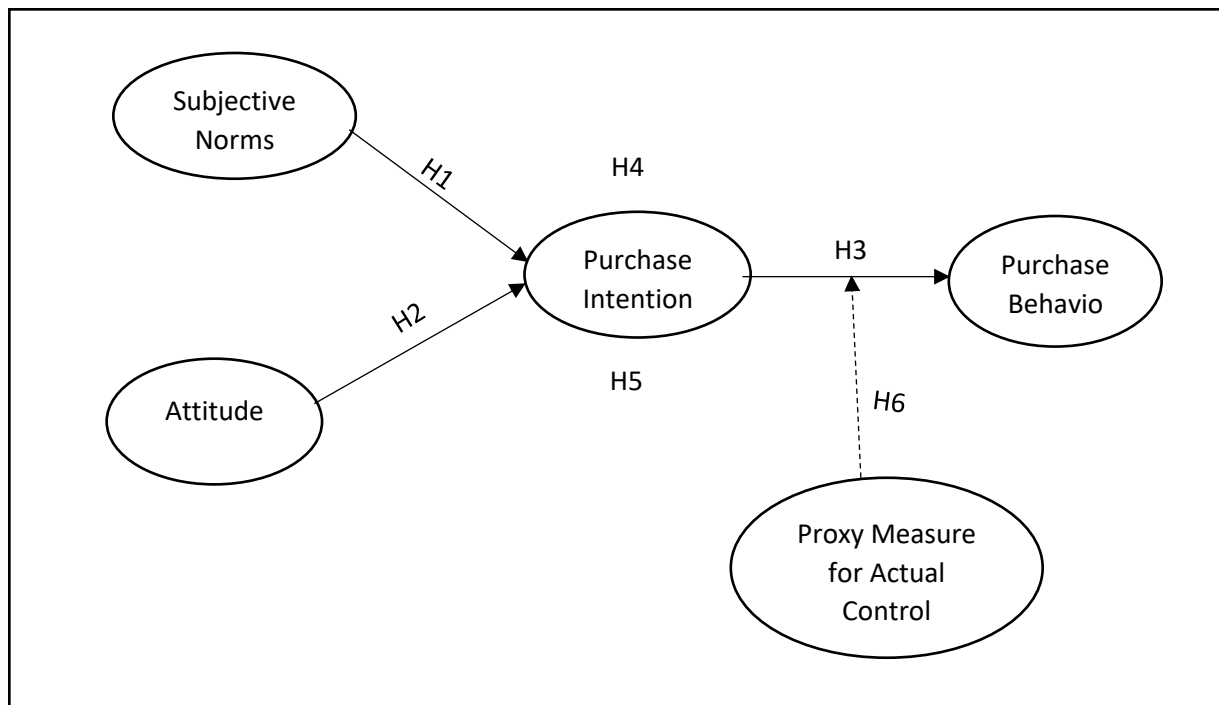 Subjective
Norms
H1
H4
Purchase
Intention
H3
Purchase
Behavio
H2
Attitude
H5
H6
Proxy Measure
for Actual
Control